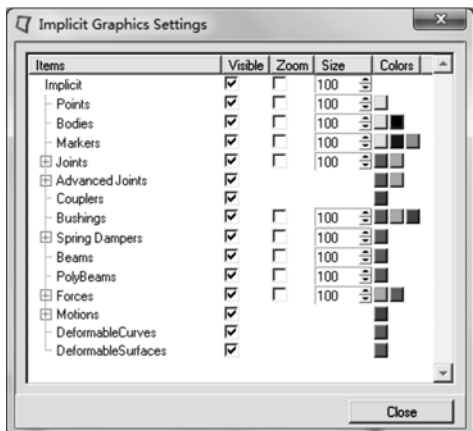 Implicit Graphics Settings
Items Visible Zoom Size Colors
Implicit 100
Points 100
Bodies 100
Markers 100
Joints 100
Advanced Joints
Couplers
Bushings 100
Spring Dampers 100
Beams 100
PolyBeams 100
Forces 100
Motions
DeformableCurves
DeformableSurfaces
Close